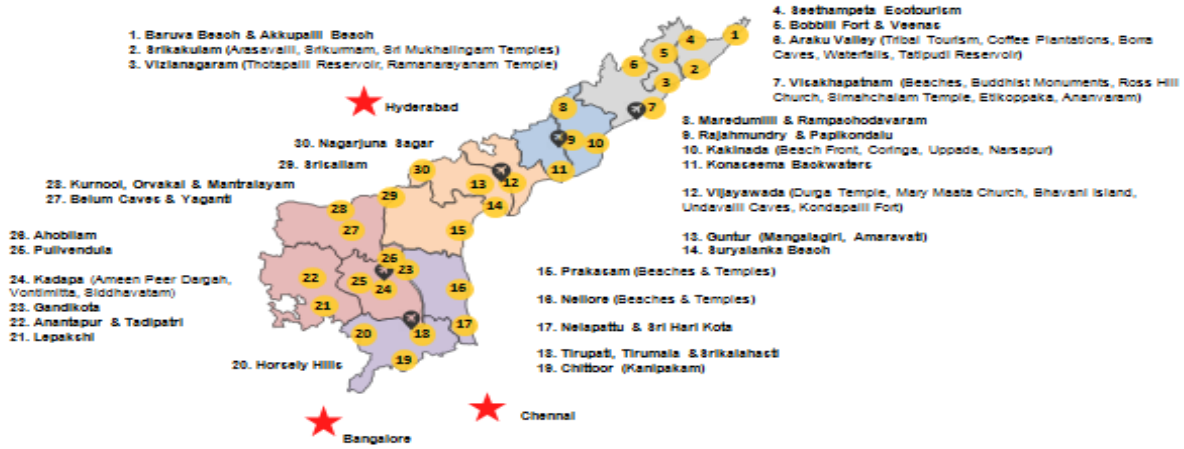 1. Baruva Beach & Akkupalli Beach
2. Srikakulam (Arasavalli, Srikurmam, Sri Mukhalingam Temples)
3. Vizianagaram (Thotapalli Reservoir, Ramanarayanam Temple)
4. Seethampeta Ecotourism
5. Bobbili Fort & Veenas
6. Araku Valley (Tribal Tourism, Coffee Plantations, Borra
Caves, Waterfalls, Tatipudi Reservoir)
7. Visakhapatnam (Beaches, Buddhist Monuments, Ross Hill
Church, Simahchalam Temple, Etikoppaka, Ananvaram)
8. Maredumilli & Rampachodavaram
9. Rajahmundry & Papikondalu
10. Kakinada (Beach Front, Coringa, Uppada, Narsapur)
11. Konaseema Backwaters
12. Vijayawada (Durga Temple, Mary Maata Church, Bhavani Island,
Undavalli Caves, Kondapalli Fort)
13. Guntur (Mangalagiri, Amaravati)
14. Suryalanka Beach
15. Prakasam (Beaches & Temples)
16. Nellore (Beaches & Temples)
17. Nelapattu & Sri Hari Kota
18. Tirupati, Tirumala &Srikalahasti
19. Chittoor (Kanipakam)
Hyderabad
30. Nagarjuna Sagar
29. Srisailam
28. Kurnool, Orvakal & Mantralayam
27. Belum Caves & Yaganti
26. Ahobilam
25. Pulivendula
24. Kadapa (Ameen Peer Dargah,
Vontimitta, Siddhavatam)
23. Gandikota
22. Anantapur & Tadipatri
21. Lepakshi
20. Horsely Hills
Bangalore
Chennai
1
4
5
6
2
3
7
8
9
10
11
30
13
12
29
14
28
27
15
26
23
22
25
24
16
21
20
18
17
19